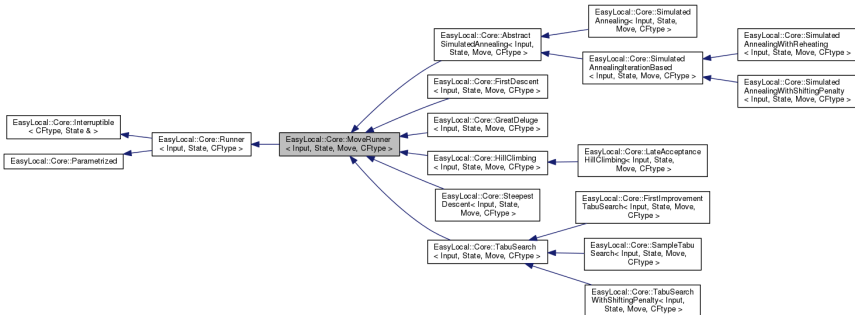 EasyLocal::Core::Interruptible
< CFtype, State & >
EasyLocal::Core::Parametrized
EasyLocal::Core::Runner
< Input, State, CFtype >
EasyLocal::Core::MoveRunner
< Input, State, Move, CFtype >
EasyLocal::Core::Abstract
SimulatedAnnealing< Input,
State, Move, CFtype >
EasyLocal::Core::FirstDescent
< Input, State, Move, CFtype >
EasyLocal::Core::GreatDeluge
< Input, State, Move, CFtype >
EasyLocal::Core::HillClimbing
< Input, State, Move, CFtype >
EasyLocal::Core::Steepest
Descent< Input, State,
Move, CFtype >
EasyLocal::Core::TabuSearch
< Input, State, Move, CFtype >
EasyLocal::Core::Simulated
Annealing< Input, State,
Move, CFtype >
EasyLocal::Core::Simulated
AnnealingIterationBased
< Input, State, Move, CFtype >
EasyLocal::Core::LateAcceptance
HillClimbing< Input, State,
Move, CFtype >
EasyLocal::Core::FirstImprovement
TabuSearch< Input, State, Move,
CFtype >
EasyLocal::Core::SampleTabu
Search< Input, State, Move,
CFtype >
EasyLocal::Core::TabuSearch
WithShiftingPenalty< Input,
State, Move, CFtype >
EasyLocal::Core::Simulated
AnnealingWithReheating
< Input, State, Move, CFtype >
EasyLocal::Core::Simulated
AnnealingWithShiftingPenalty
< Input, State, Move, CFtype >